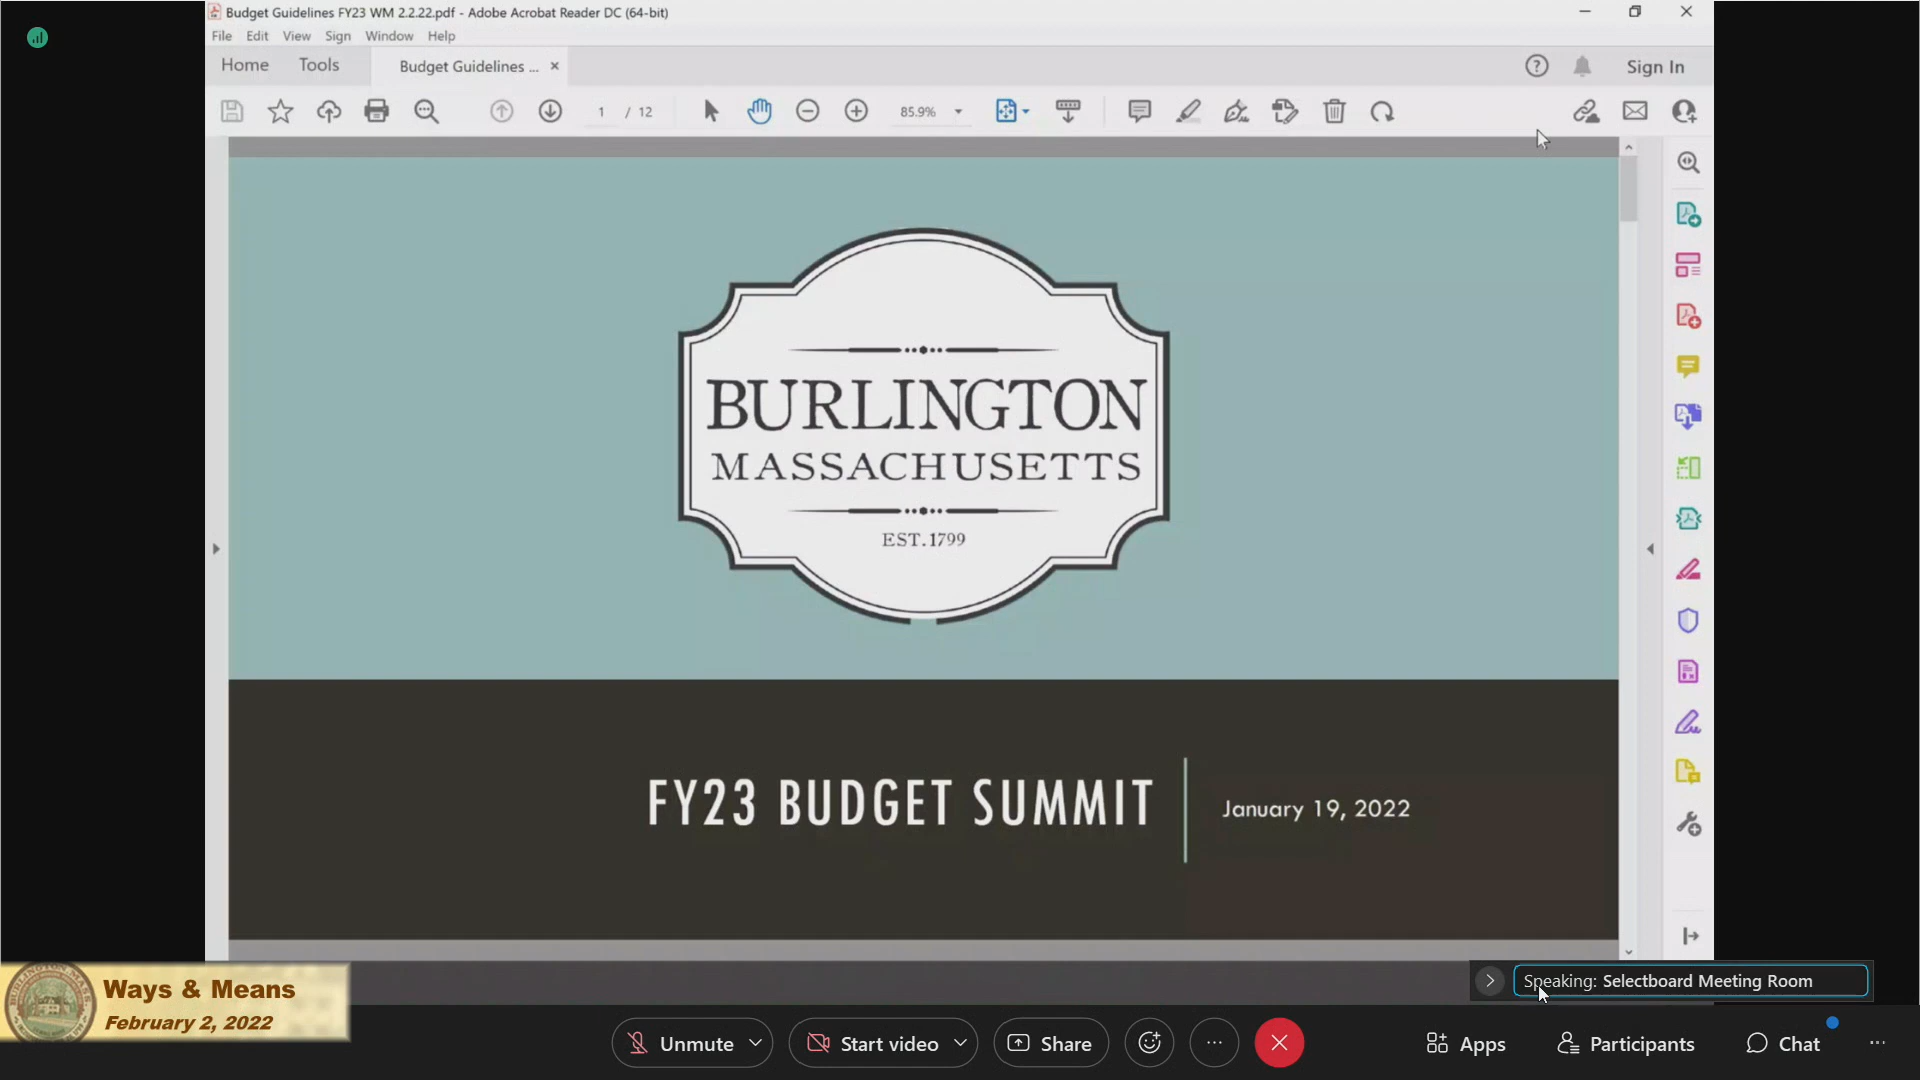 Budget Guidelines FY23 WM 2.2.22.pdf - Adobe Acrobat Reader DC (64-bit)
File Edit View Sign Window Help
Home Tools Budget Guidelines ... × Sign In
1 / 12 85.9%
BURLINGTON
MASSACHUSETTS
EST.1799
FY23 BUDGET SUMMIT
January 19, 2022
Speaking: Selectboard Meeting Room
Ways & Means
February 2, 2022
Unmute Start video Share Apps Participants Chat